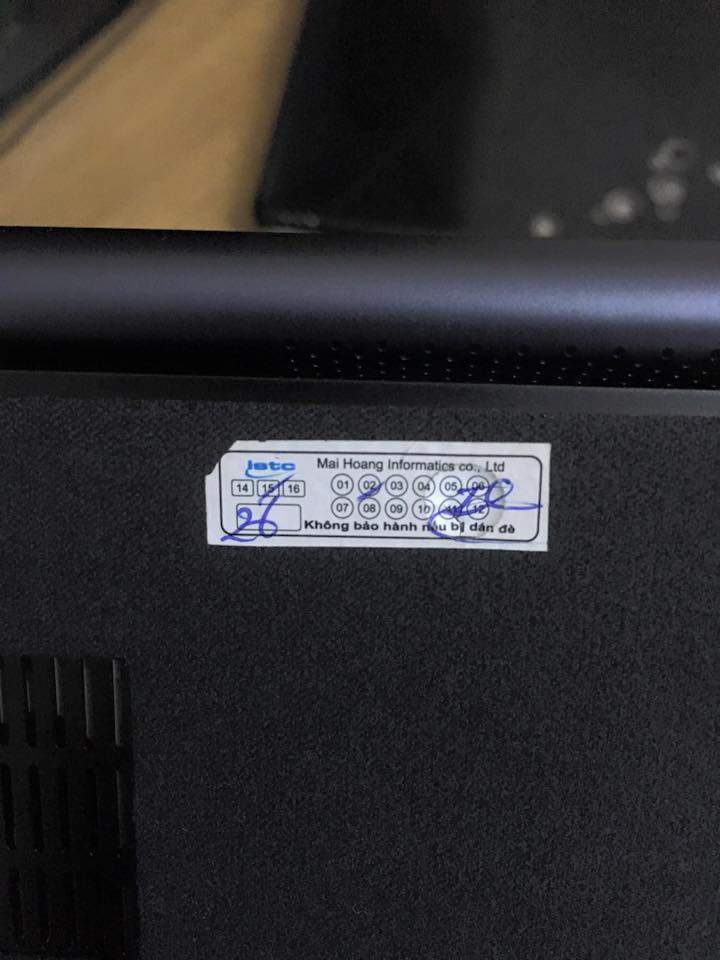 istc Mai Hoang Informatics co., Ltd
14 15 16 01 02 03 04 05 06
07 08 09 10 11 12
26
Không bảo hành nếu bị dán đè